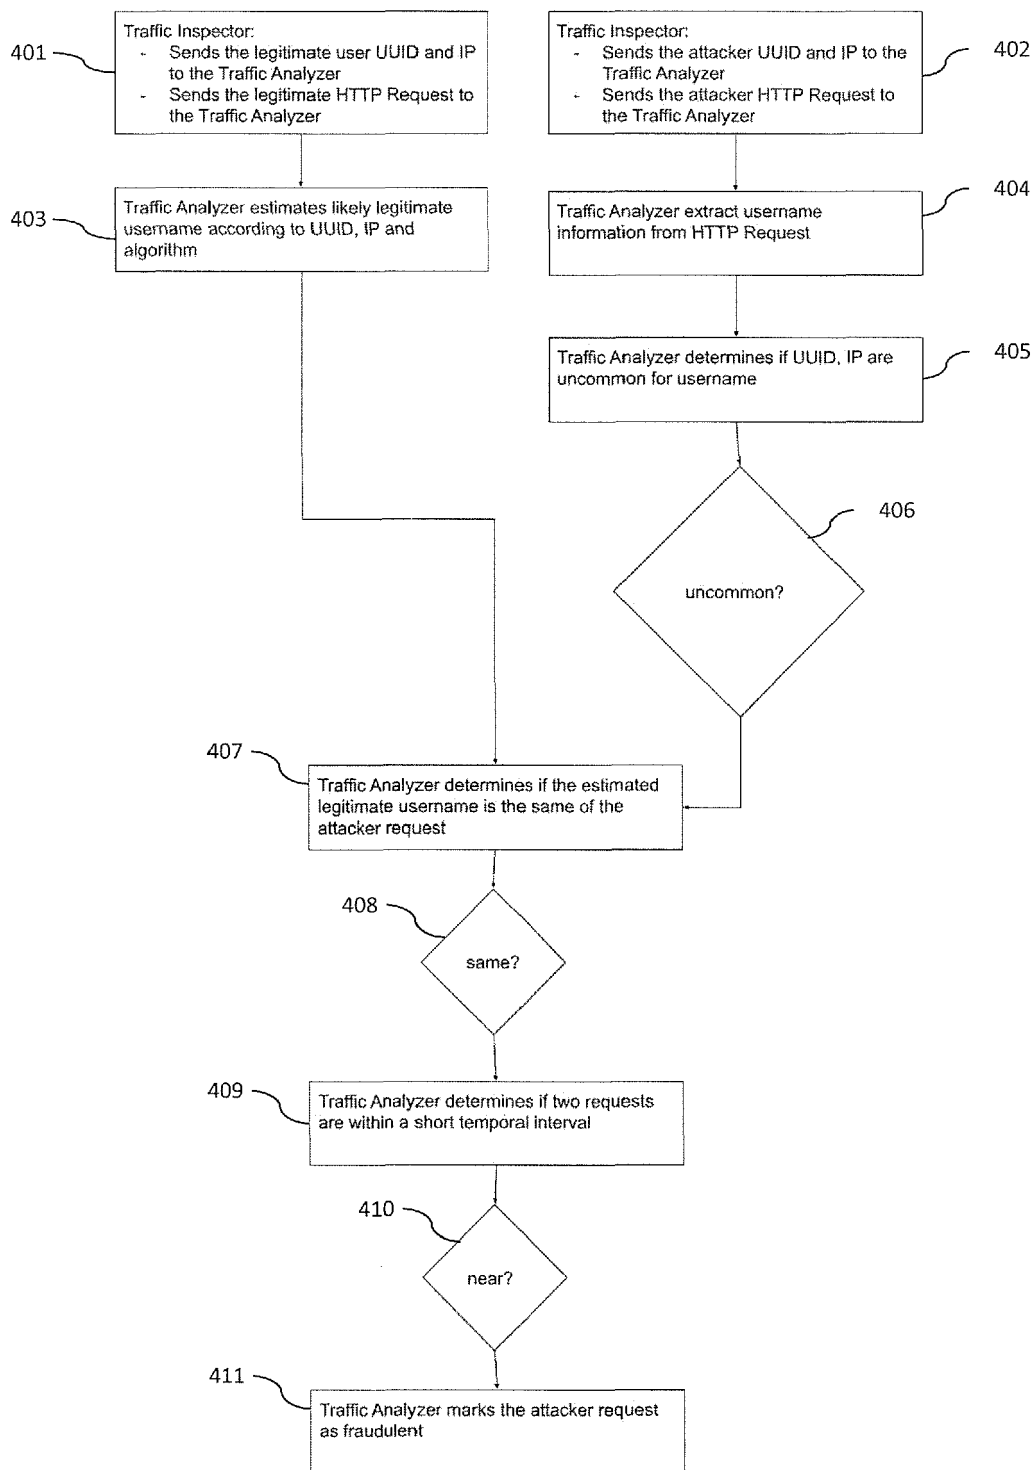 401
Traffic Inspector:
- Sends the legitimate user UUID and IP
to the Traffic Analyzer
- Sends the legitimate HTTP Request to
the Traffic Analyzer
402
Traffic Inspector:
- Sends the attacker UUID and IP to the
Traffic Analyzer
- Sends the attacker HTTP Request to
the Traffic Analyzer
403
Traffic Analyzer estimates likely legitimate
username according to UUID, IP and
algorithm
404
Traffic Analyzer extract username
information from HTTP Request
405
Traffic Analyzer determines if UUID, IP are
uncommon for username
406
uncommon?
407
Traffic Analyzer determines if the estimated
legitimate username is the same of the
attacker request
408
same?
409
Traffic Analyzer determines if two requests
are within a short temporal interval
410
near?
411
Traffic Analyzer marks the attacker request
as fraudulent